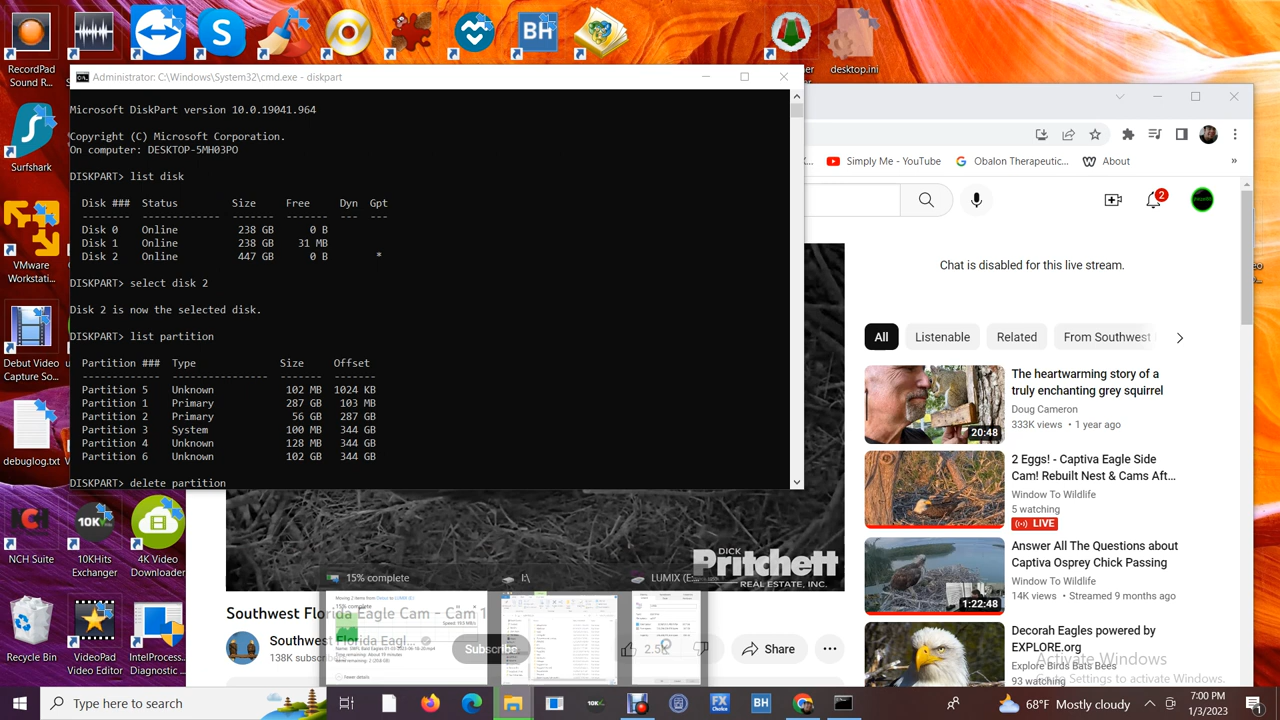 RecordPad
Sound R...
S
BH
desktop.ini
Surfshark
VMware
Workstati...
Debut Video
Capture So...
debuglog.txt
NCH Suite
10K
10KHits
Exchanger
4K Video
Downloader
Recycle Bin
VideoPad
Video Editor
Administrator: C:\Windows\System32\cmd.exe - diskpart
Microsoft DiskPart version 10.0.19041.964
Copyright (C) Microsoft Corporation.
On computer: DESKTOP-5MH03PO
DISKPART> list disk
Disk ### Status Size Free Dyn Gpt
-------- ------------- ------- ------- --- ---
Disk 0 Online 238 GB 0 B
Disk 1 Online 238 GB 31 MB
Disk 2 Online 447 GB 0 B *
DISKPART> select disk 2
Disk 2 is now the selected disk.
DISKPART> list partition
Partition ### Type Size Offset
------------- ---------------- ------- -------
Partition 5 Unknown 102 MB 1024 KB
Partition 1 Primary 287 GB 103 MB
Partition 2 Primary 56 GB 287 GB
Partition 3 System 100 MB 344 GB
Partition 4 Unknown 128 MB 344 GB
Partition 6 Unknown 102 GB 344 GB
DISKPART> delete partition
Simply Me - YouTube
Obalon Therapeutic...
About
»
2
Chat is disabled for this live stream.
All
Listenable
Related
From Southwest
The heartwarming story of a
truly enchanting grey squirrel
Doug Cameron
333K views • 1 year ago
20:48
2 Eggs! - Captiva Eagle Side
Cam! Rebuilt Nest & Cams Aft...
Window To Wildlife
5 watching
LIVE
Answer All The Questions about
Captiva Osprey Chick Passing
Window To Wildlife
views • Streamed 9 months ago
1:22:48
Eagles powered by
EXPLORE.org
Explore Birds Bats Bees
93 watching
DICK
Pritchett
REAL ESTATE, INC.
15% complete
I:\
LUMIX (E...
Southwest Florida Eagle Cam - Cam 1
Southwest Florida Eagl...
Subscribe
Share
Activate Windows
Settings to activate Windows.
Type here to search
10K
FX
Choice
BH
88°F Mostly cloudy
7:00 PM
1/3/2023
1